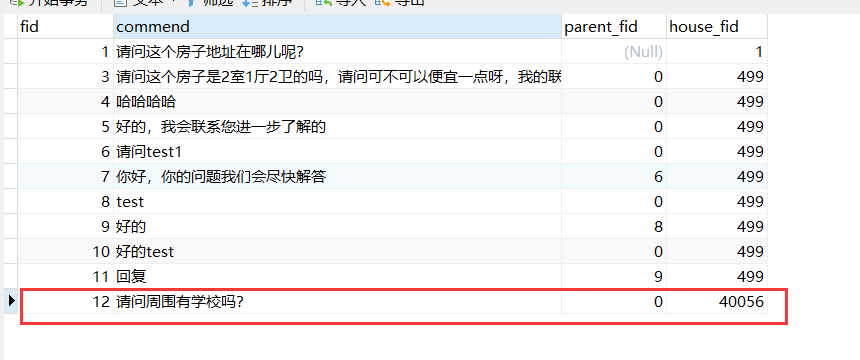 开始事务 文本 筛选 排序 导入 导出
fid commend parent_fid house_fid
1 请问这个房子地址在哪儿呢? (Null) 1
3 请问这个房子是2室1厅2卫的吗，请问可不可以便宜一点呀，我的联 0 499
4 哈哈哈哈 0 499
5 好的，我会联系您进一步了解的 0 499
6 请问test1 0 499
7 你好，你的问题我们会尽快解答 6 499
8 test 0 499
9 好的 8 499
10 好的test 0 499
11 回复 9 499
12 请问周围有学校吗? 0 40056